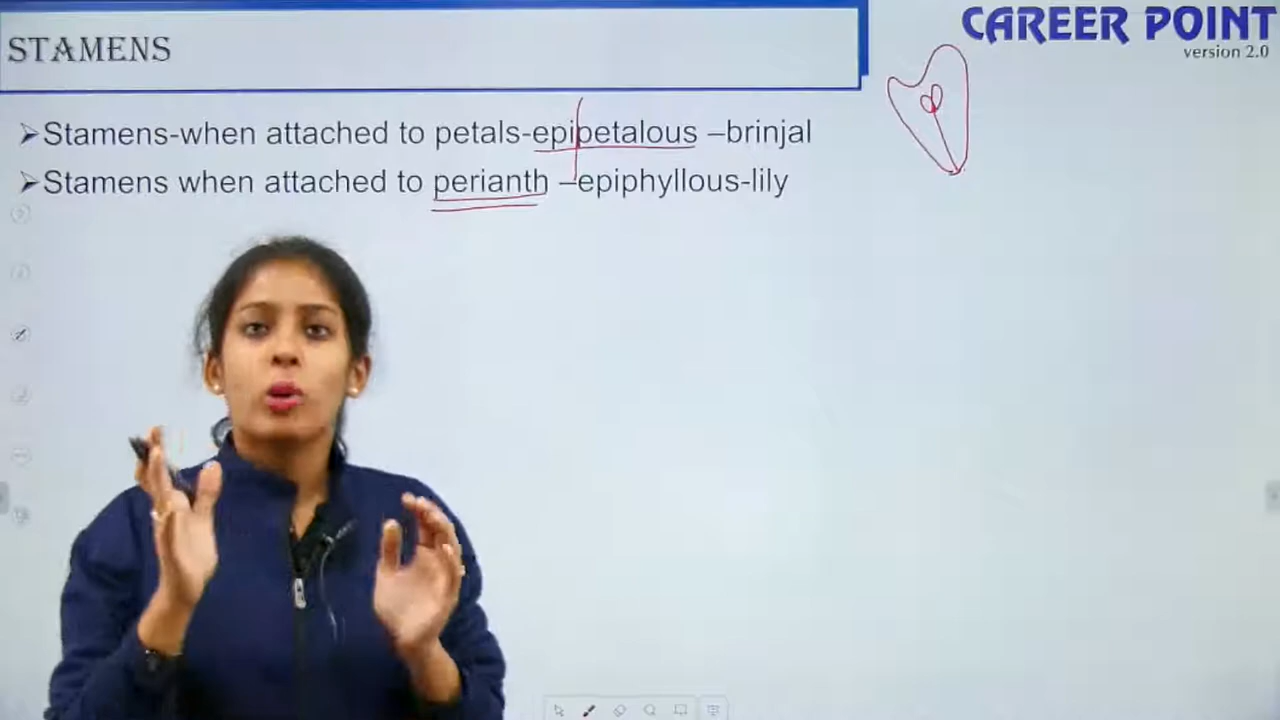 CAREER POINT
version 2.0
STAMENS
➢Stamens-when attached to petals-epipetalous –brinjal
➢Stamens when attached to perianth –epiphyllous-lily